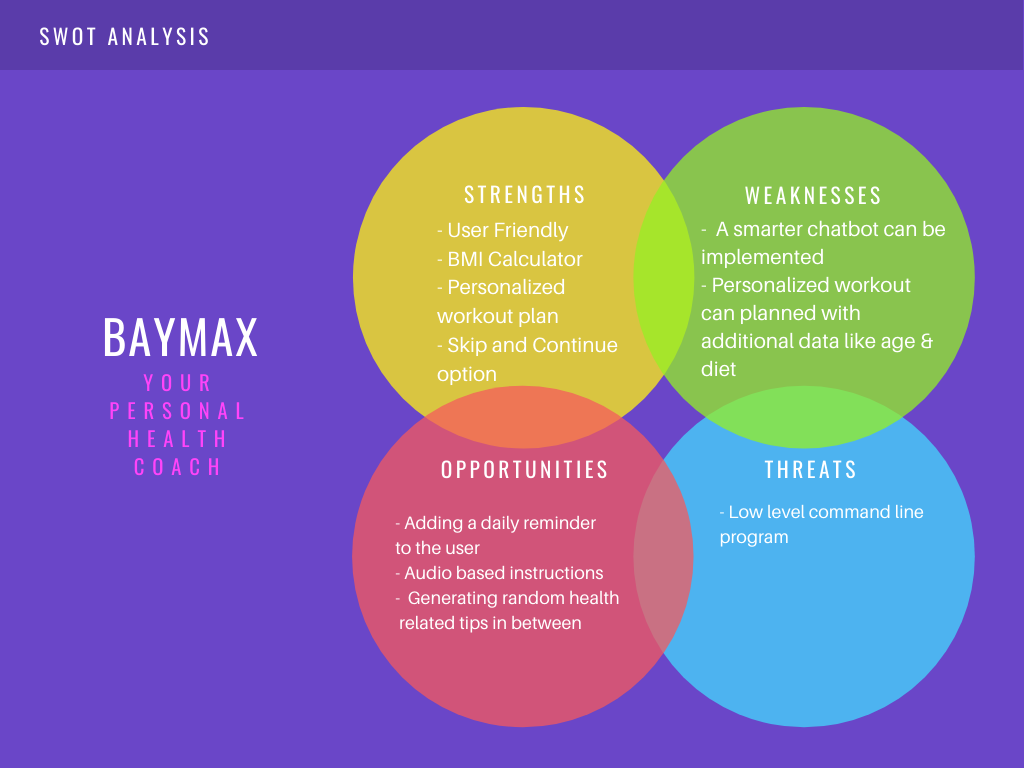 SWOT ANALYSIS
BAYMAX
YOUR
PERSONAL
HEALTH
COACH
STRENGTHS
- User Friendly
- BMI Calculator
- Personalized
workout plan
- Skip and Continue
option
WEAKNESSES
- A smarter chatbot can be
implemented
- Personalized workout
can planned with
additional data like age &
diet
OPPORTUNITIES
- Adding a daily reminder
to the user
- Audio based instructions
- Generating random health
related tips in between
THREATS
- Low level command line
program